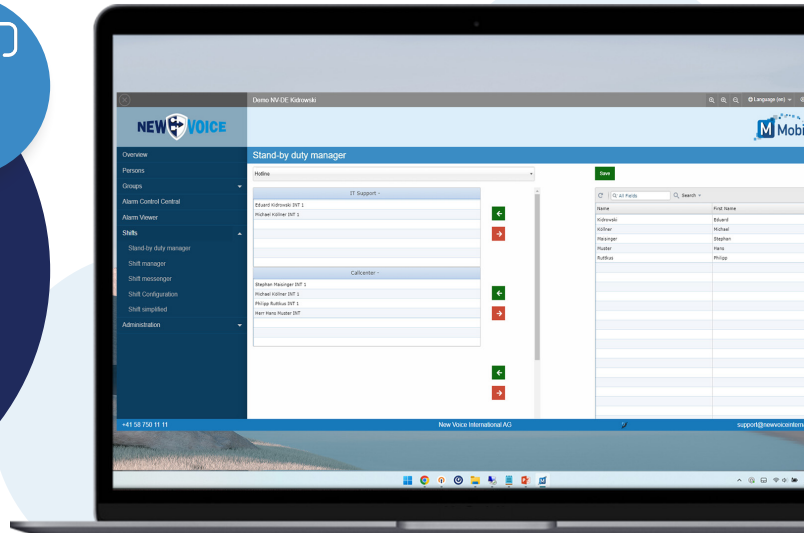 Demo NV-DE Kidrowski
Language (en)
NEW VOICE
Mobi
Overview
Persons
Groups
Alarm Control Central
Alarm Viewer
Shifts
Stand-by duty manager
Shift manager
Shift messenger
Shift Configuration
Shift simplified
Administration
Stand-by duty manager
Hotline
IT Support -
Eduard Kidrowski INT 1
Michael Köllner INT 1
Callcenter -
Stephan Maisinger INT 1
Michael Köllner INT 1
Philipp Ruttkus INT 1
Herr Hans Muster INT
Save
All Fields
Search
Name First Name
Kidrowski Eduard
Köllner Michael
Maisinger Stephan
Muster Hans
Ruttkus Philipp
+41 58 750 11 11
New Voice International AG
support@newvoiceinterna